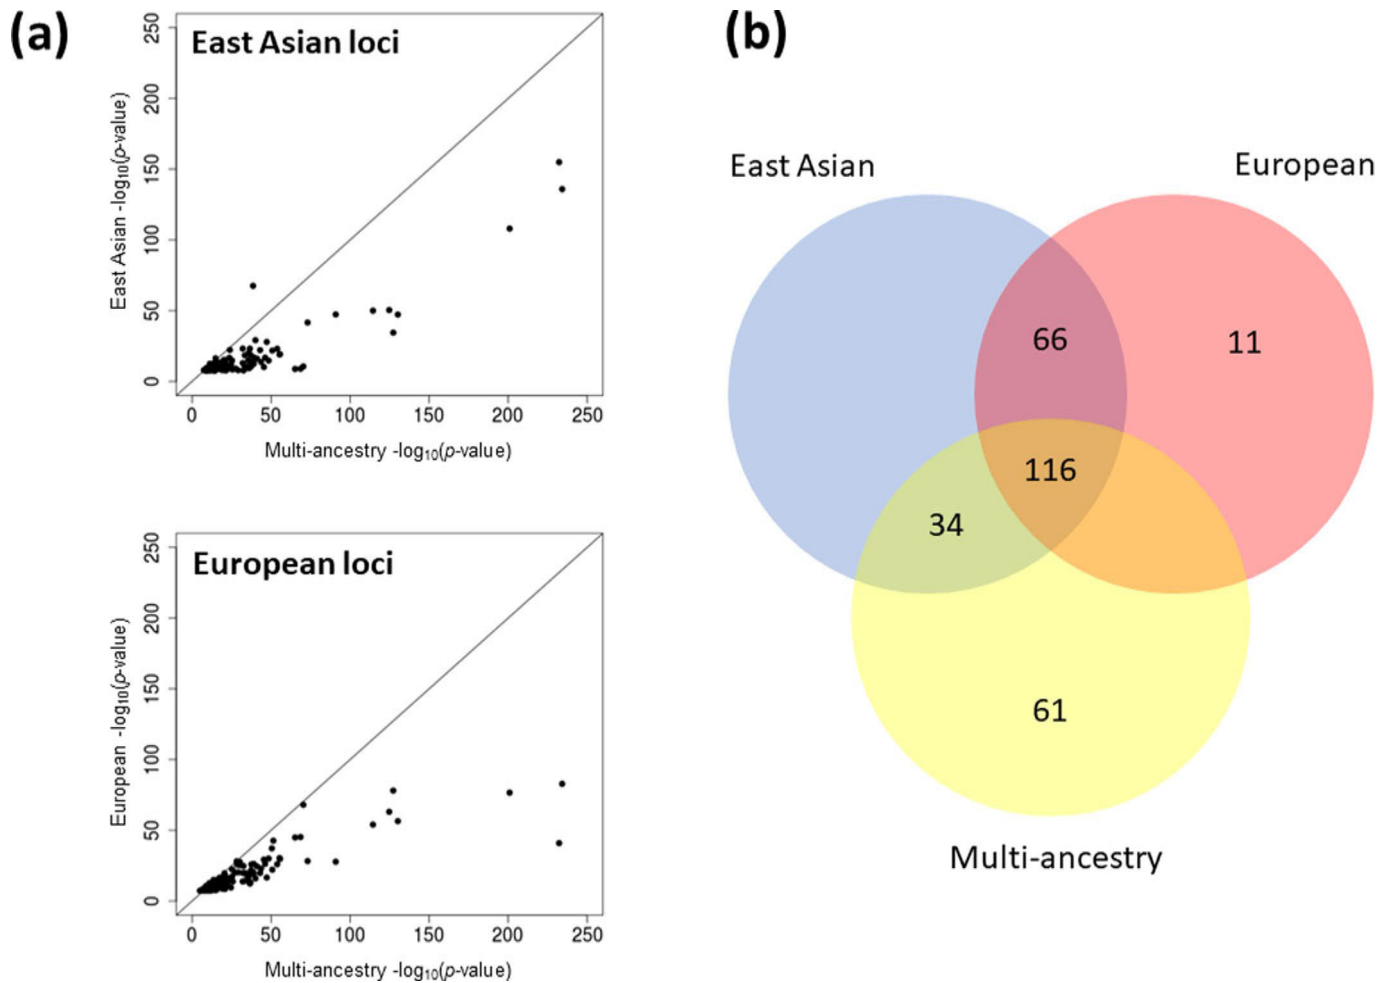 (a)
East Asian loci
East Asian -log10(p-value)
250
200
150
100
50
0
0 50 100 150 200 250
Multi-ancestry -log10(p-value)
European loci
European -log10(p-value)
250
200
150
100
50
0
0 50 100 150 200 250
Multi-ancestry -log10(p-value)
(b)
East Asian
European
66
11
116
34
61
Multi-ancestry